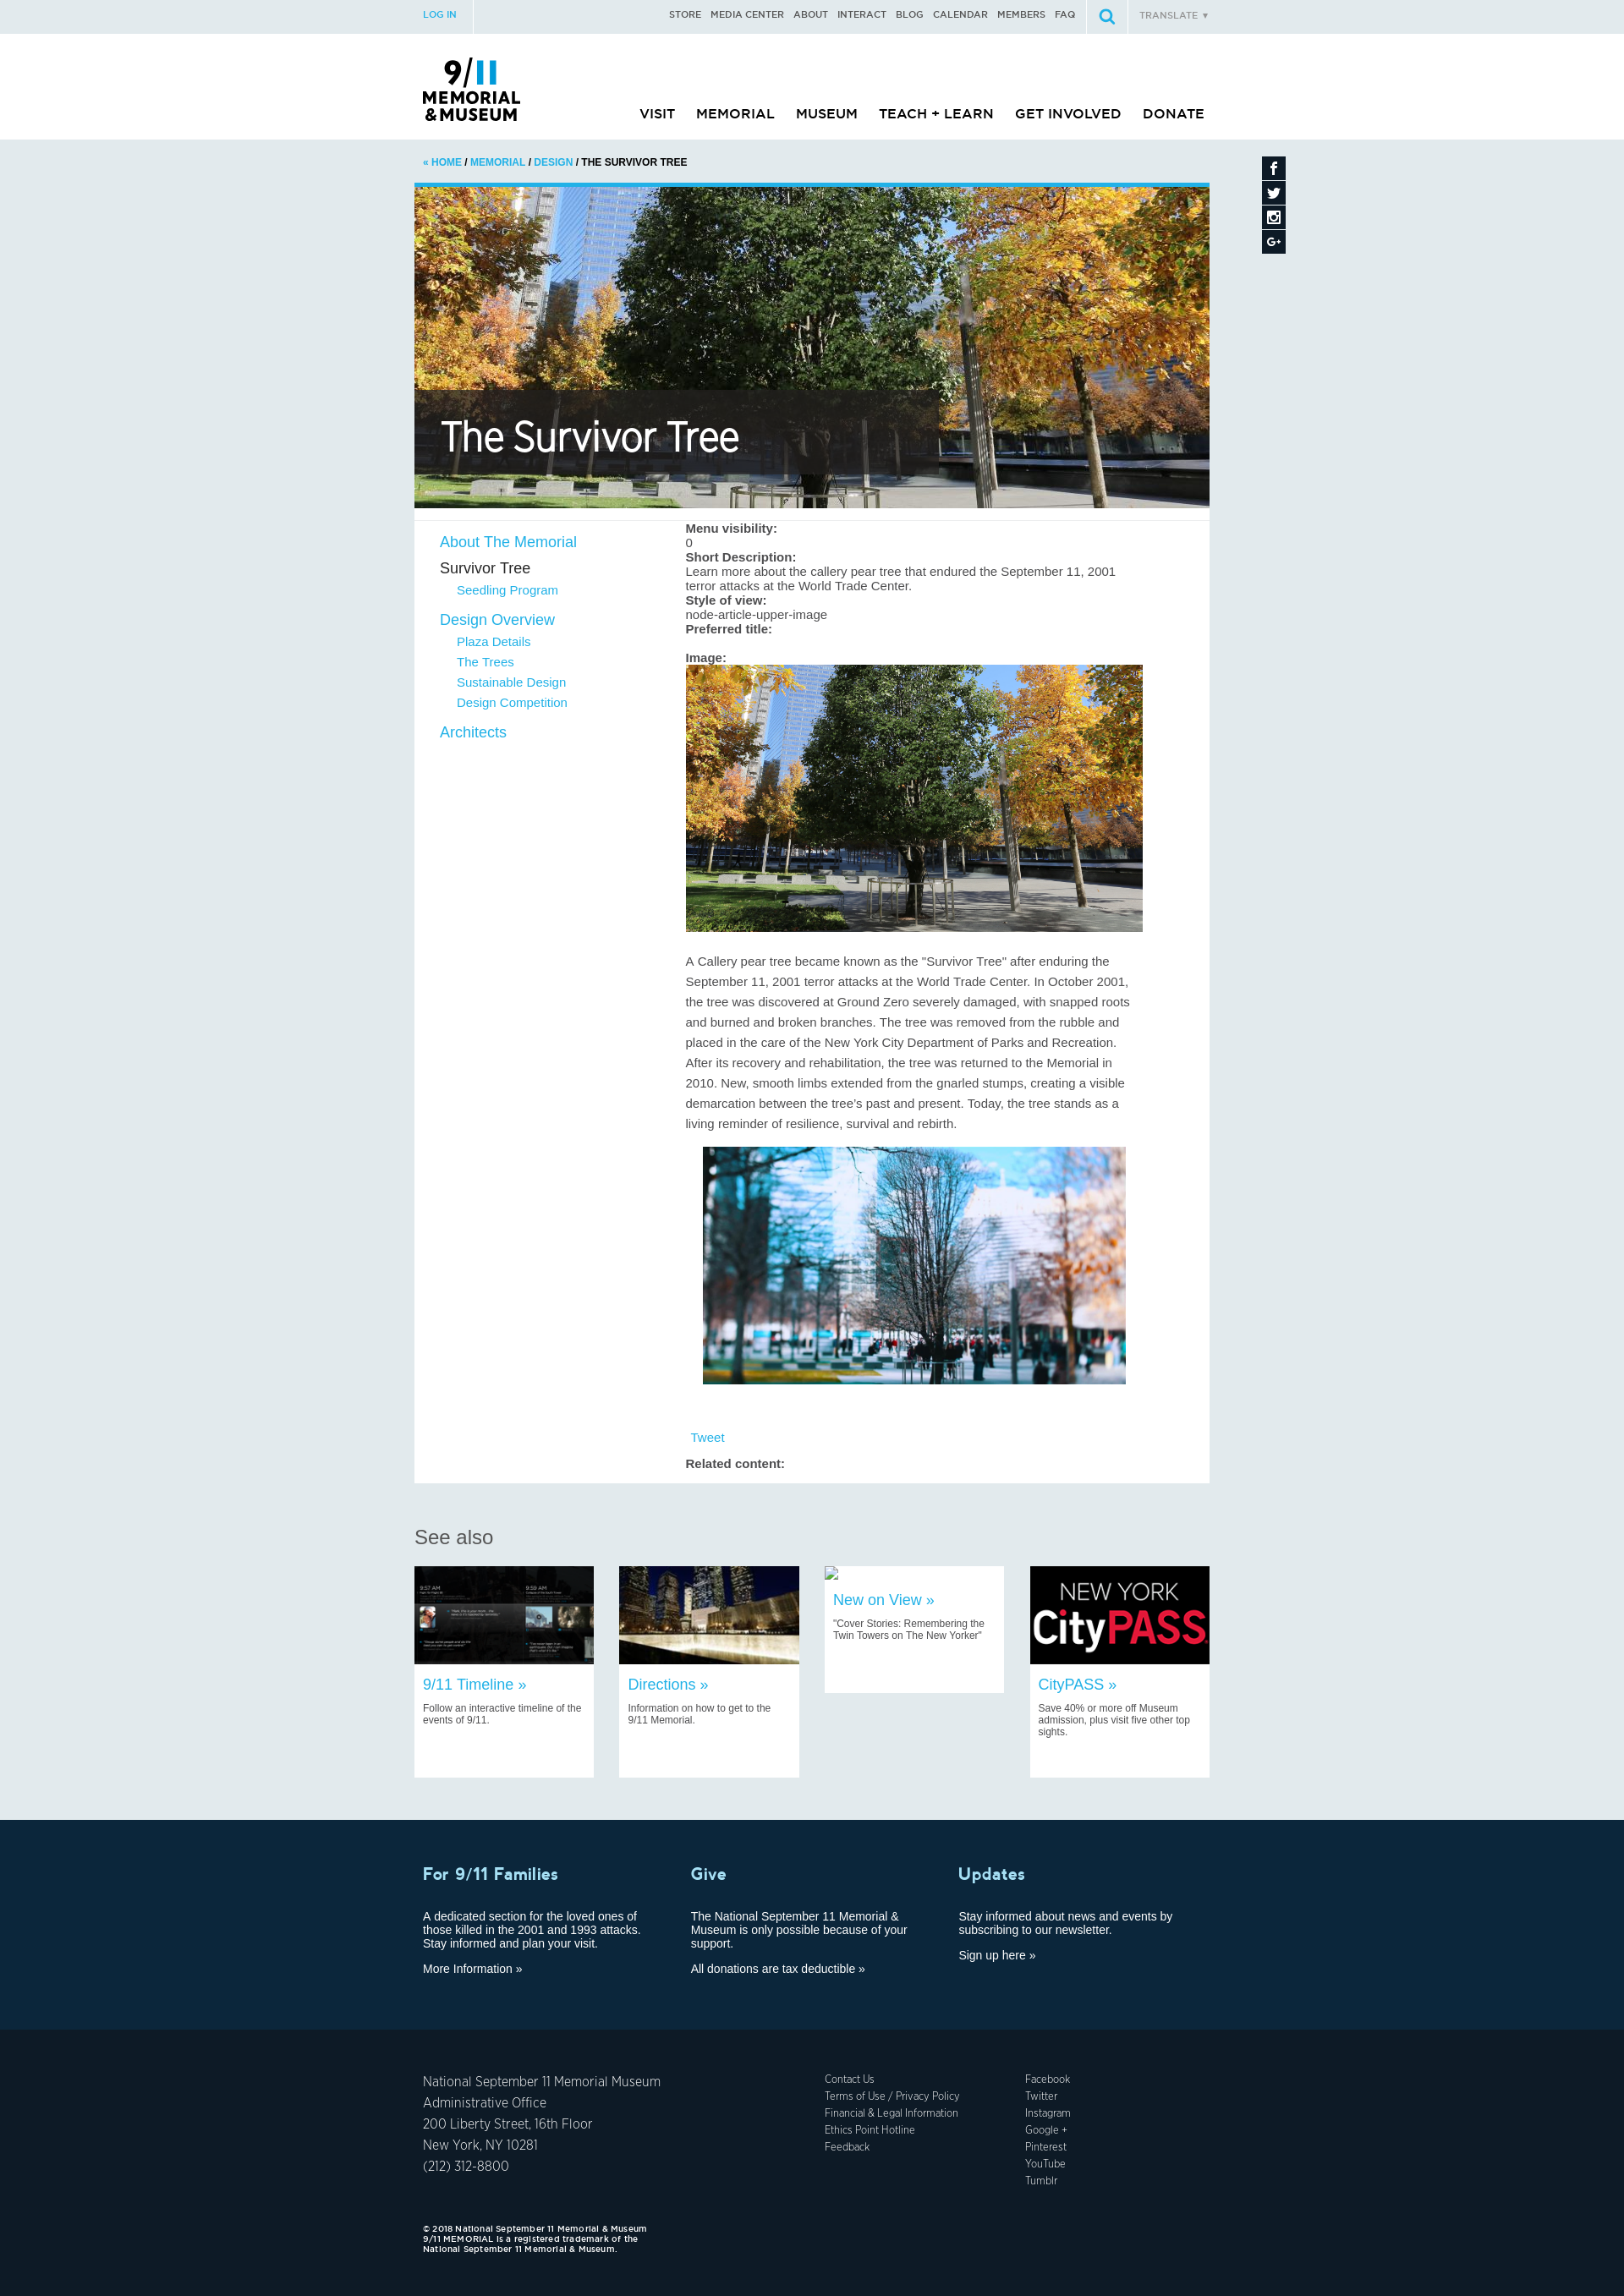 LOG IN
STORE MEDIA CENTER ABOUT INTERACT BLOG CALENDAR MEMBERS FAQ
TRANSLATE ▼
9/11
MEMORIAL
&MUSEUM
VISIT MEMORIAL MUSEUM TEACH + LEARN GET INVOLVED DONATE
« HOME / MEMORIAL / DESIGN / THE SURVIVOR TREE
The Survivor Tree
About The Memorial
Survivor Tree
Seedling Program
Design Overview
Plaza Details
The Trees
Sustainable Design
Design Competition
Architects
Menu visibility:
0
Short Description:
Learn more about the callery pear tree that endured the September 11, 2001
terror attacks at the World Trade Center.
Style of view:
node-article-upper-image
Preferred title:
Image:
A Callery pear tree became known as the "Survivor Tree" after enduring the
September 11, 2001 terror attacks at the World Trade Center. In October 2001,
the tree was discovered at Ground Zero severely damaged, with snapped roots
and burned and broken branches. The tree was removed from the rubble and
placed in the care of the New York City Department of Parks and Recreation.
After its recovery and rehabilitation, the tree was returned to the Memorial in
2010. New, smooth limbs extended from the gnarled stumps, creating a visible
demarcation between the tree's past and present. Today, the tree stands as a
living reminder of resilience, survival and rebirth.
Tweet
Related content:
See also
9:57 AM
9:59 AM
9/11 Timeline »
Follow an interactive timeline of the
events of 9/11.
Directions »
Information on how to get to the
9/11 Memorial.
New on View »
"Cover Stories: Remembering the
Twin Towers on The New Yorker"
NEW YORK
CityPASS
CityPASS »
Save 40% or more off Museum
admission, plus visit five other top
sights.
For 9/11 Families
A dedicated section for the loved ones of
those killed in the 2001 and 1993 attacks.
Stay informed and plan your visit.
More Information »
Give
The National September 11 Memorial &
Museum is only possible because of your
support.
All donations are tax deductible »
Updates
Stay informed about news and events by
subscribing to our newsletter.
Sign up here »
National September 11 Memorial Museum
Administrative Office
200 Liberty Street, 16th Floor
New York, NY 10281
(212) 312-8800
Contact Us
Terms of Use / Privacy Policy
Financial & Legal Information
Ethics Point Hotline
Feedback
Facebook
Twitter
Instagram
Google +
Pinterest
YouTube
Tumblr
© 2018 National September 11 Memorial & Museum
9/11 MEMORIAL is a registered trademark of the
National September 11 Memorial & Museum.